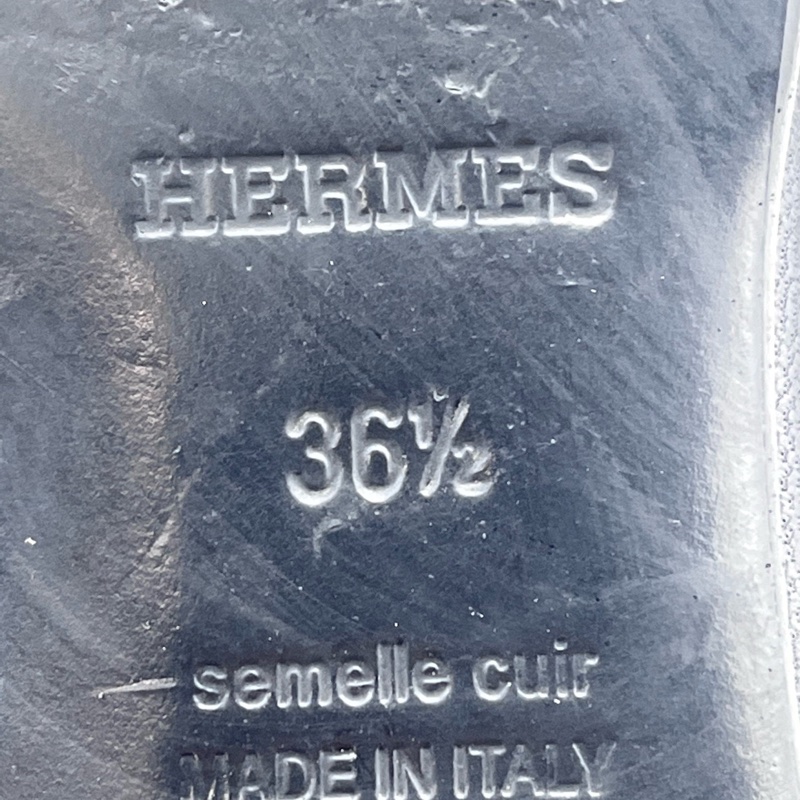 HERMES
36½
semelle cuir
MADE IN ITALY